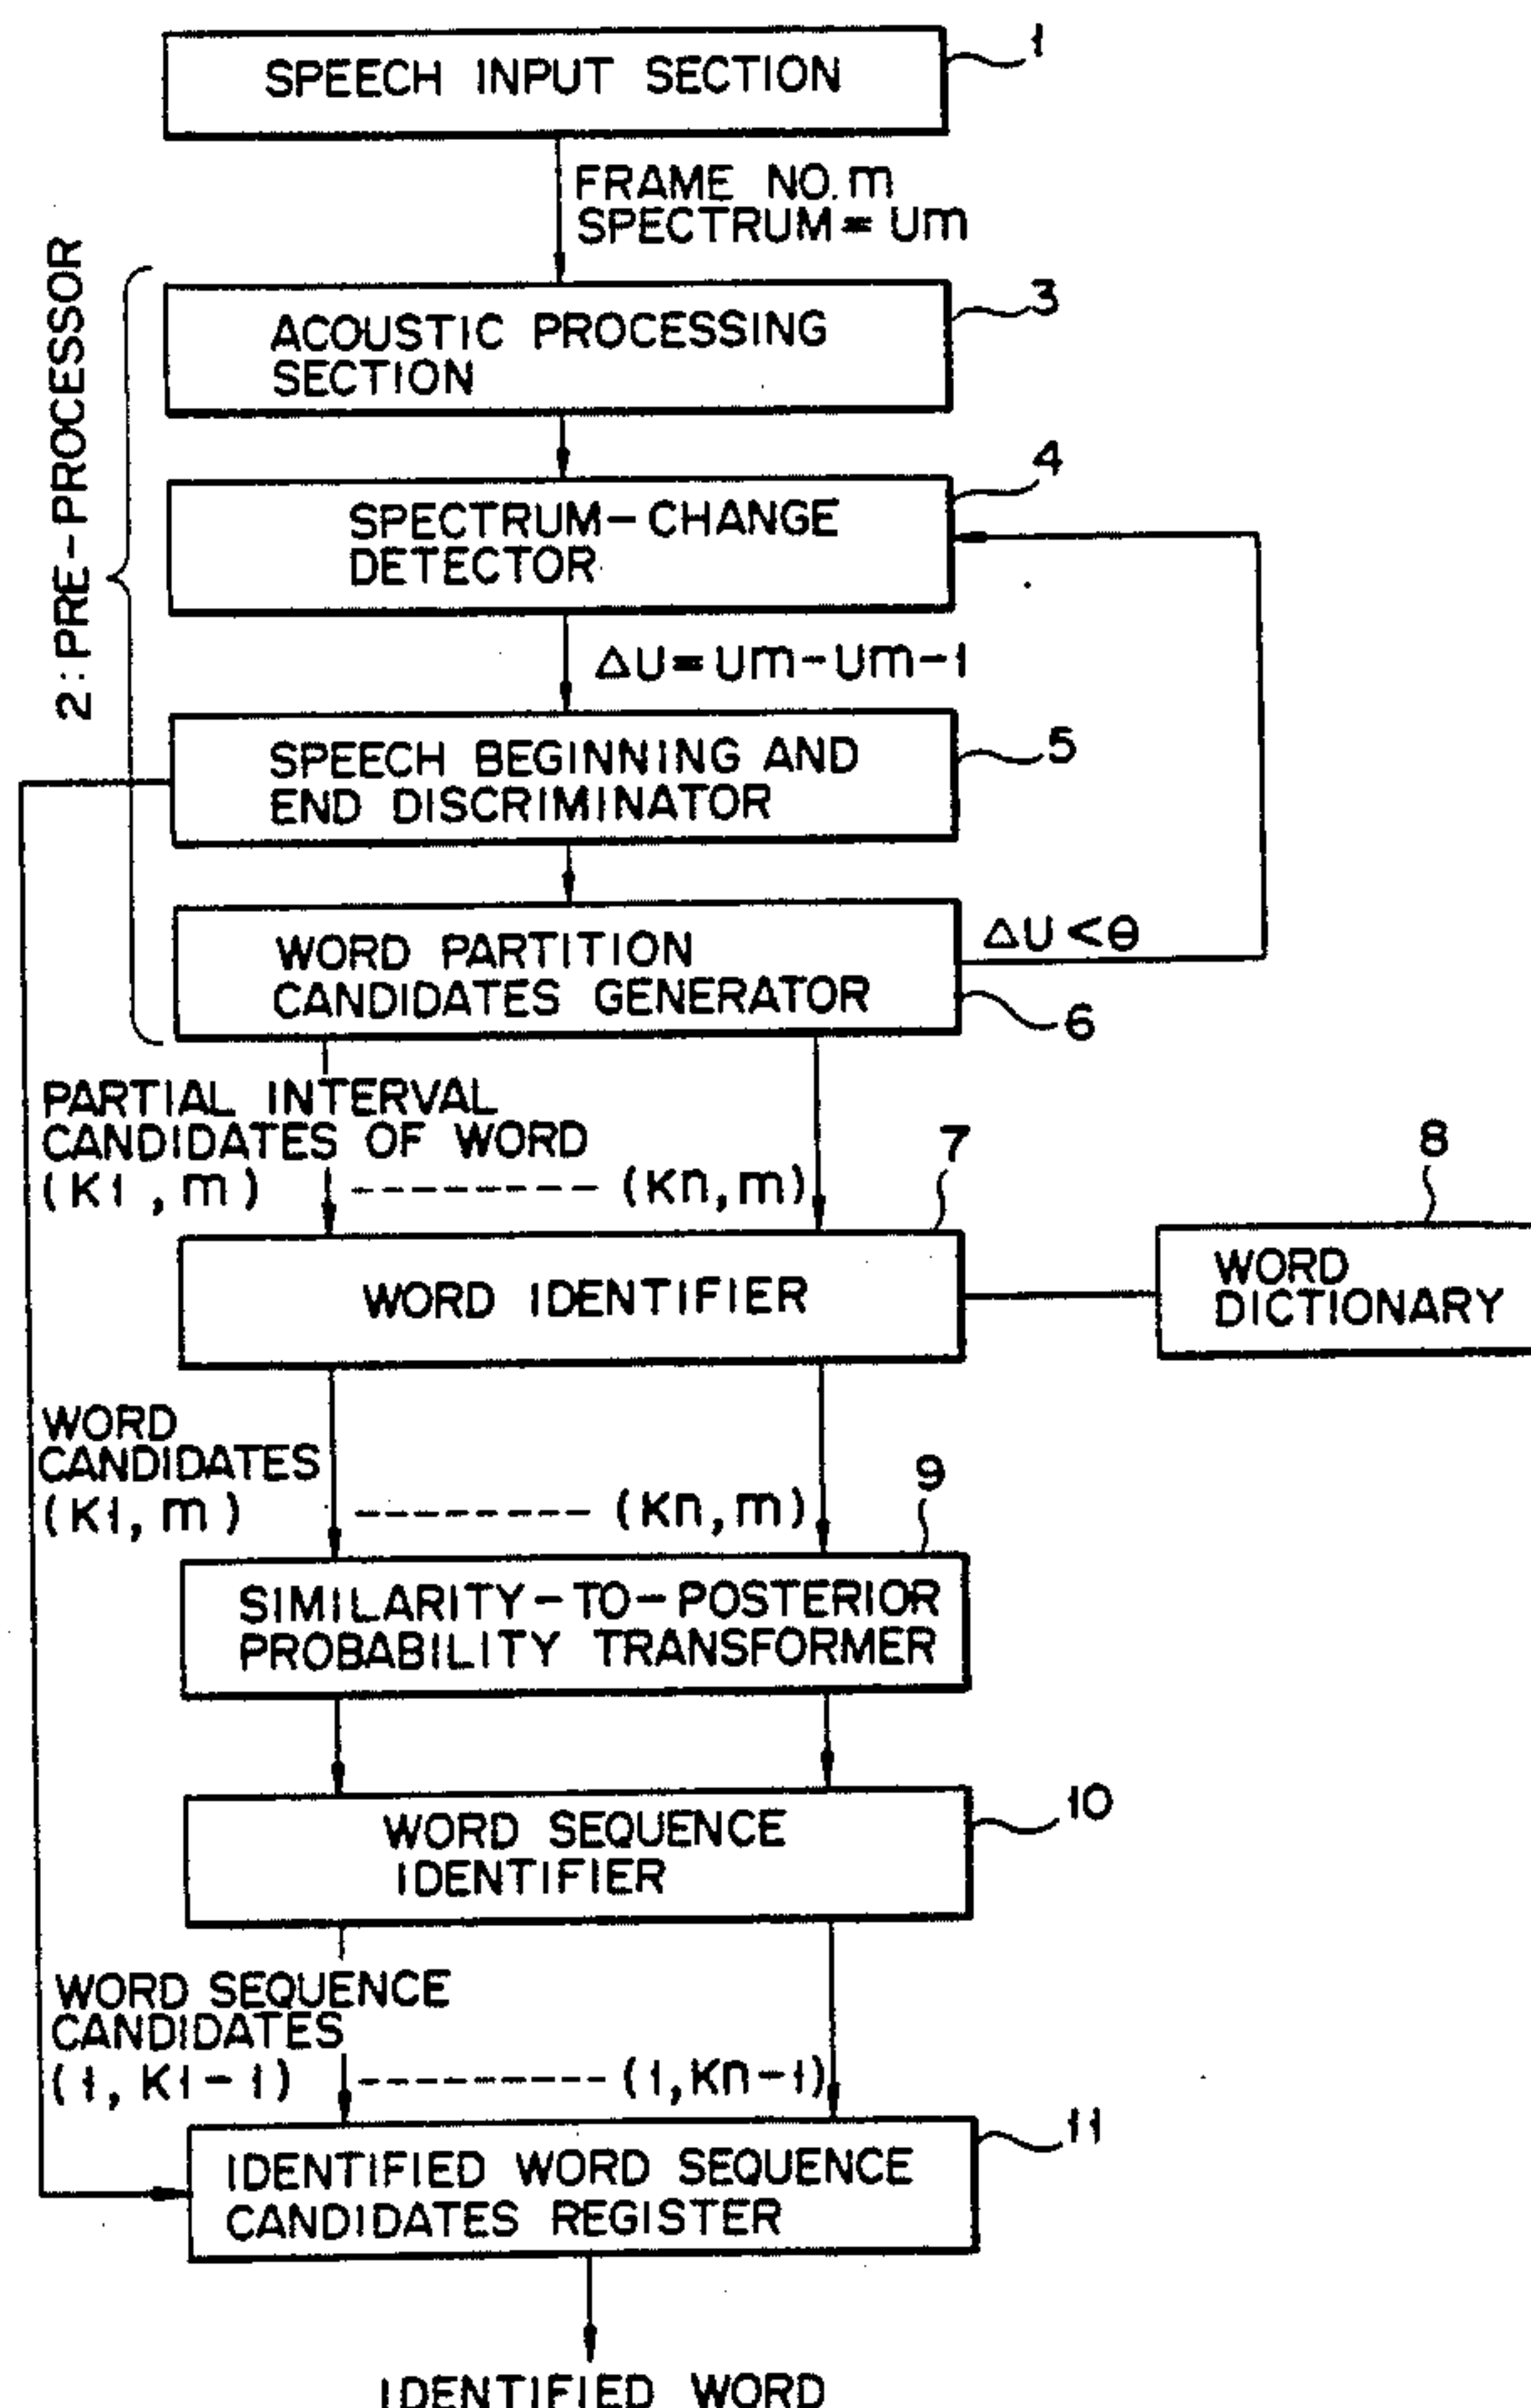 SPEECH INPUT SECTION
1
FRAME NO. m
SPECTRUM = Um
2: PRE-PROCESSOR
ACOUSTIC PROCESSING
SECTION
3
SPECTRUM-CHANGE
DETECTOR
4
ΔU = Um-Um-1
SPEECH BEGINNING AND
END DISCRIMINATOR
5
WORD PARTITION
CANDIDATES GENERATOR
6
ΔU < θ
PARTIAL INTERVAL
CANDIDATES OF WORD
(K1, m) ---------- (Kn, m)
WORD IDENTIFIER
7
WORD
DICTIONARY
8
WORD
CANDIDATES
(K1, m) ---------- (Kn, m)
SIMILARITY-TO-POSTERIOR
PROBABILITY TRANSFORMER
9
WORD SEQUENCE
IDENTIFIER
10
WORD SEQUENCE
CANDIDATES
(1, K1-1) ---------- (1, Kn-1)
IDENTIFIED WORD SEQUENCE
CANDIDATES REGISTER
11
IDENTIFIED WORD